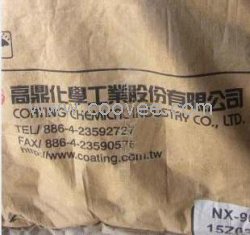 高鼎化學工業股份有限公司
COATING CHEMICAL INDUSTRY CO., LTD.
TEL/ 886-4-23592727
FAX/ 886-4-23590576
http://www.coating.com.tw
NX-9